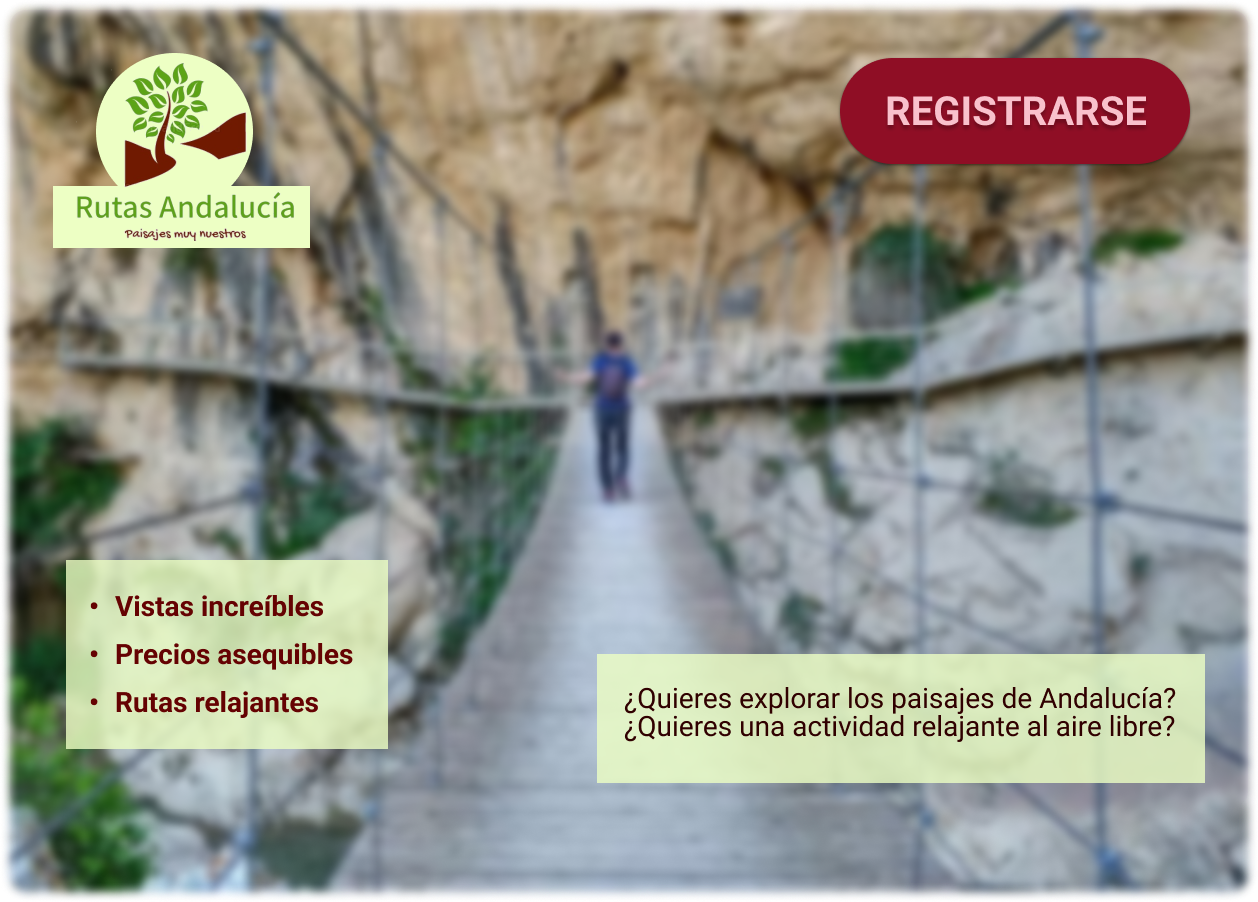 Rutas Andalucía
Paisajes muy nuestros
REGISTRARSE
• Vistas increíbles
• Precios asequibles
• Rutas relajantes
¿Quieres explorar los paisajes de Andalucía?
¿Quieres una actividad relajante al aire libre?